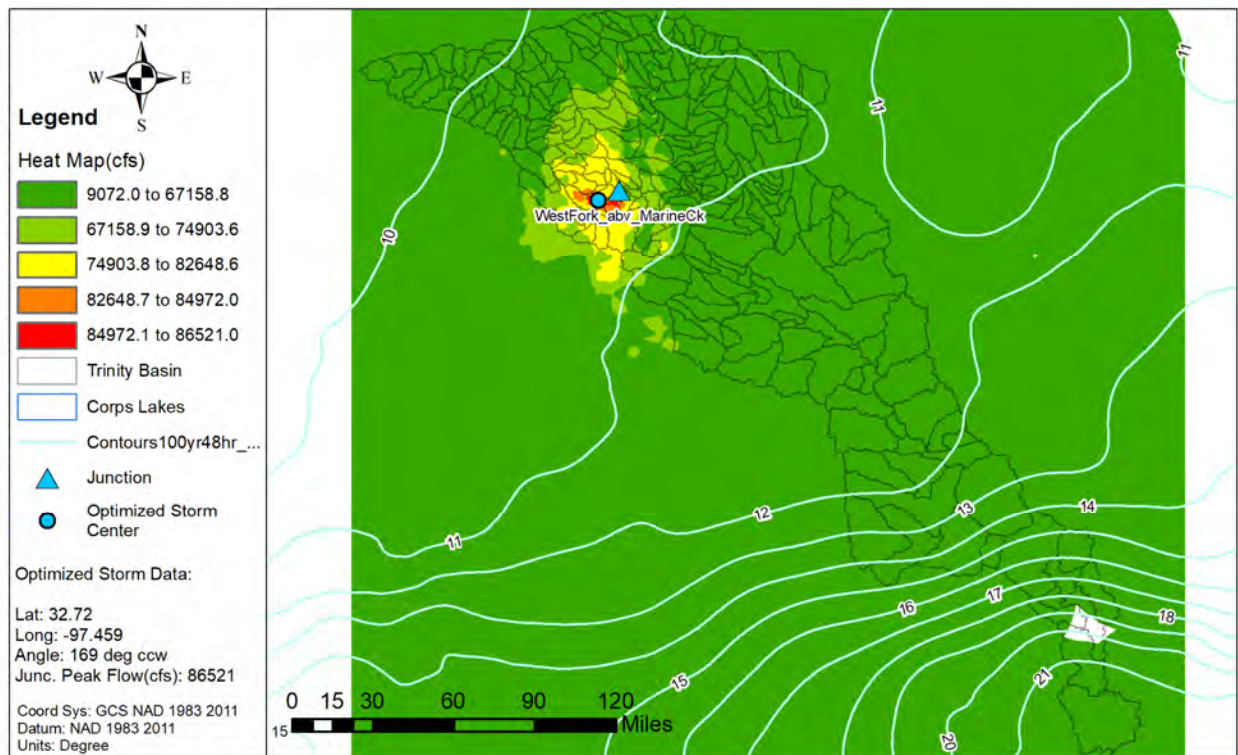 N
W
E
S
Legend
Heat Map(cfs)
9072.0 to 67158.8
67158.9 to 74903.6
74903.8 to 82648.6
82648.7 to 84972.0
84972.1 to 86521.0
Trinity Basin
Corps Lakes
Contours100yr48hr_...
Junction
Optimized Storm
Center
Optimized Storm Data:
Lat: 32.72
Long: -97.459
Angle: 169 deg ccw
Junc. Peak Flow(cfs): 86521
Coord Sys: GCS NAD 1983 2011
Datum: NAD 1983 2011
Units: Degree
11
11
WestFork_abv_MarineCk
10
12
13
14
11
16
17
18
15
21
20
0 15 30 60 90 120
Miles
15